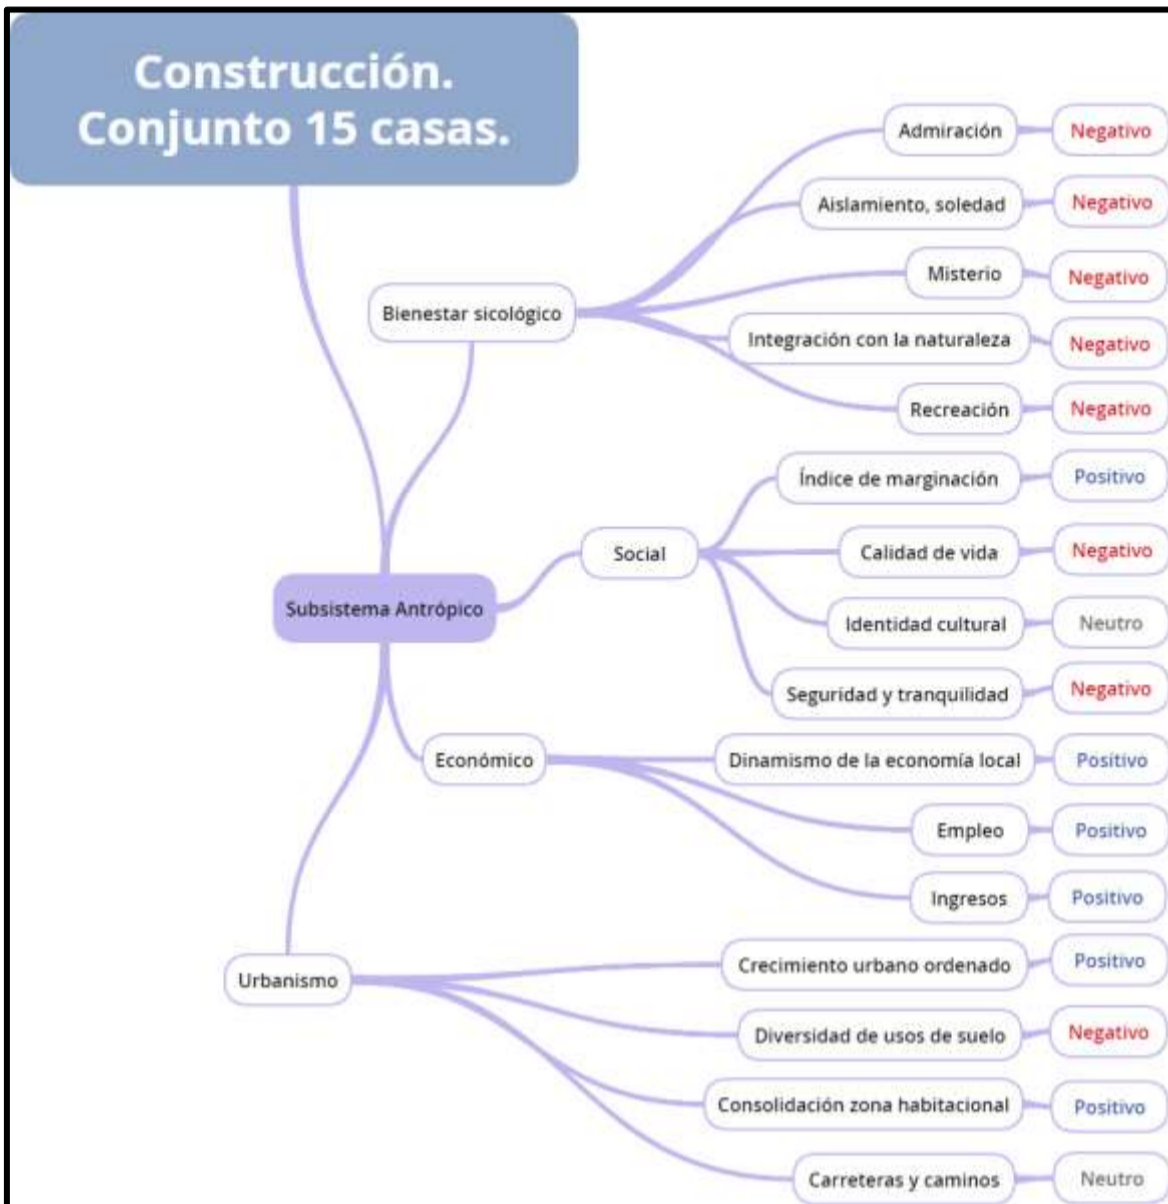 Construcción.
Conjunto 15 casas.
Admiración
Negativo
Aislamiento, soledad
Negativo
Misterio
Negativo
Bienestar sicológico
Integración con la naturaleza
Negativo
Recreación
Negativo
Índice de marginación
Positivo
Social
Calidad de vida
Negativo
Subsistema Antrópico
Identidad cultural
Neutro
Seguridad y tranquilidad
Negativo
Económico
Dinamismo de la economía local
Positivo
Empleo
Positivo
Ingresos
Positivo
Urbanismo
Crecimiento urbano ordenado
Positivo
Diversidad de usos de suelo
Negativo
Consolidación zona habitacional
Positivo
Carreteras y caminos
Neutro